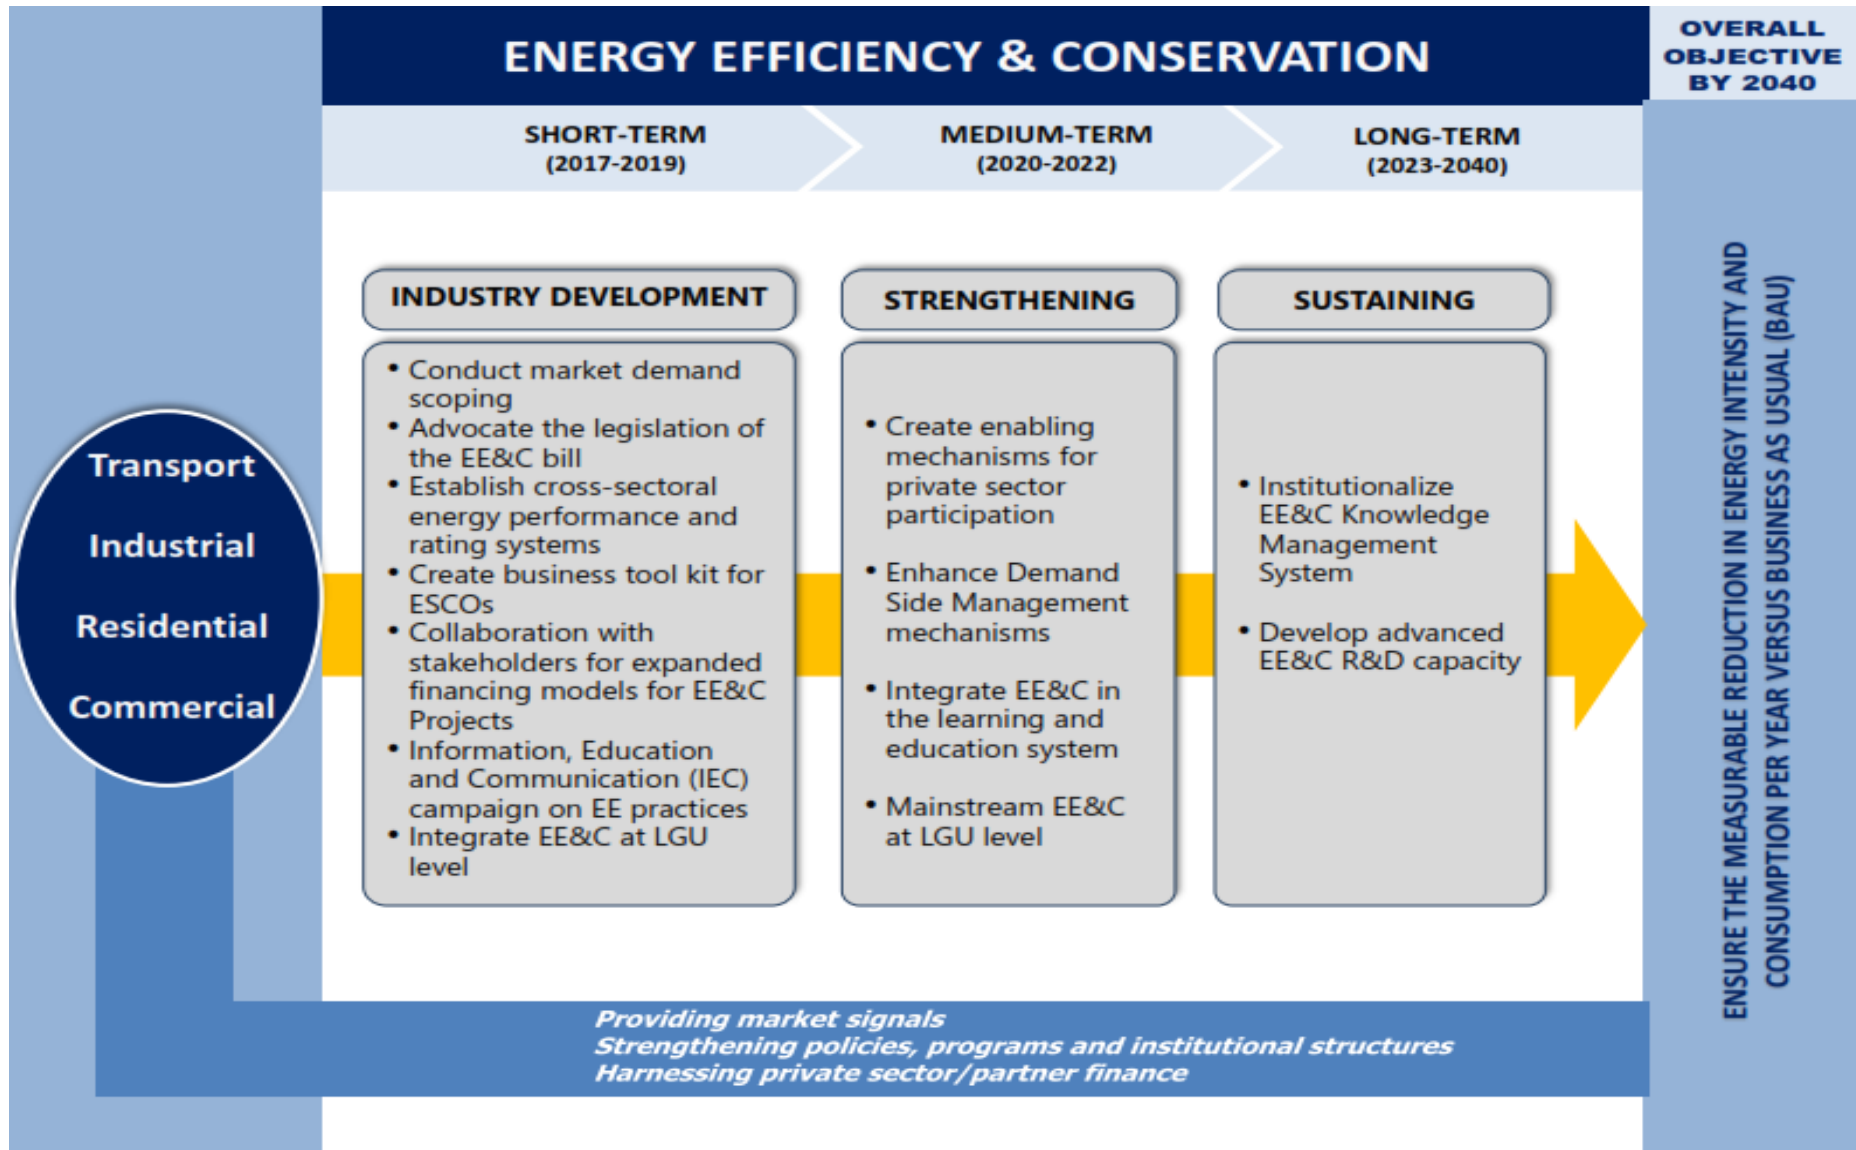 ENERGY EFFICIENCY & CONSERVATION
OVERALL
OBJECTIVE
BY 2040
SHORT-TERM
(2017-2019)
MEDIUM-TERM
(2020-2022)
LONG-TERM
(2023-2040)
Transport
Industrial
Residential
Commercial
INDUSTRY DEVELOPMENT
• Conduct market demand
scoping
• Advocate the legislation of
the EE&C bill
• Establish cross-sectoral
energy performance and
rating systems
• Create business tool kit for
ESCOs
• Collaboration with
stakeholders for expanded
financing models for EE&C
Projects
• Information, Education
and Communication (IEC)
campaign on EE practices
• Integrate EE&C at LGU
level
STRENGTHENING
• Create enabling
mechanisms for
private sector
participation
• Enhance Demand
Side Management
mechanisms
• Integrate EE&C in
the learning and
education system
• Mainstream EE&C
at LGU level
SUSTAINING
• Institutionalize
EE&C Knowledge
Management
System
• Develop advanced
EE&C R&D capacity
ENSURE THE MEASURABLE REDUCTION IN ENERGY INTENSITY AND
CONSUMPTION PER YEAR VERSUS BUSINESS AS USUAL (BAU)
Providing market signals
Strengthening policies, programs and institutional structures
Harnessing private sector/partner finance